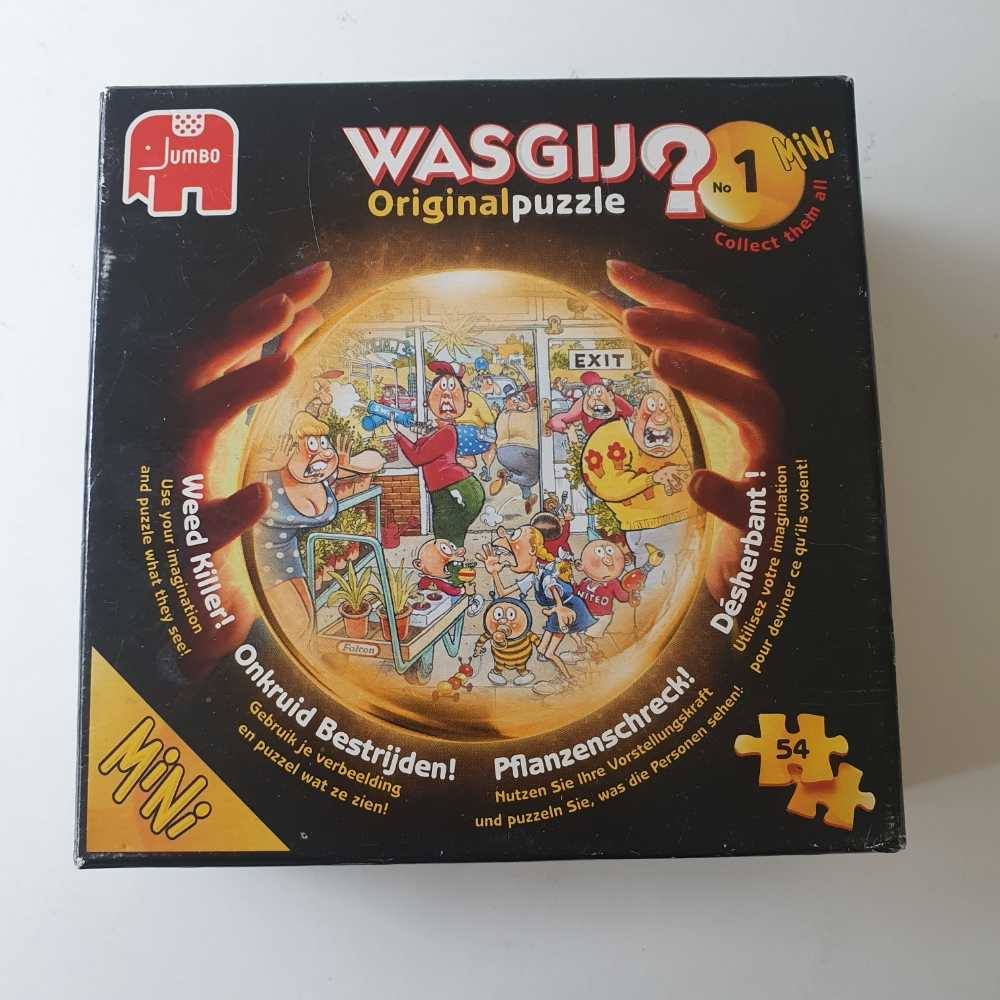 JUMBO
WASGIJ?
Originalpuzzle
No 1
MiNi
Collect them all
EXIT
Weed Killer!
Use your imagination
and puzzle what they see!
Onkruid Bestrijden!
Gebruik je verbeelding
en puzzel wat ze zien!
Pflanzenschreck!
Nutzen Sie Ihre Vorstellungskraft
und puzzeln Sie, was die Personen sehen!
Désherbant !
Utilisez votre imagination
pour deviner ce qu'ils voient!
NITED
Falcon
MiNi
54